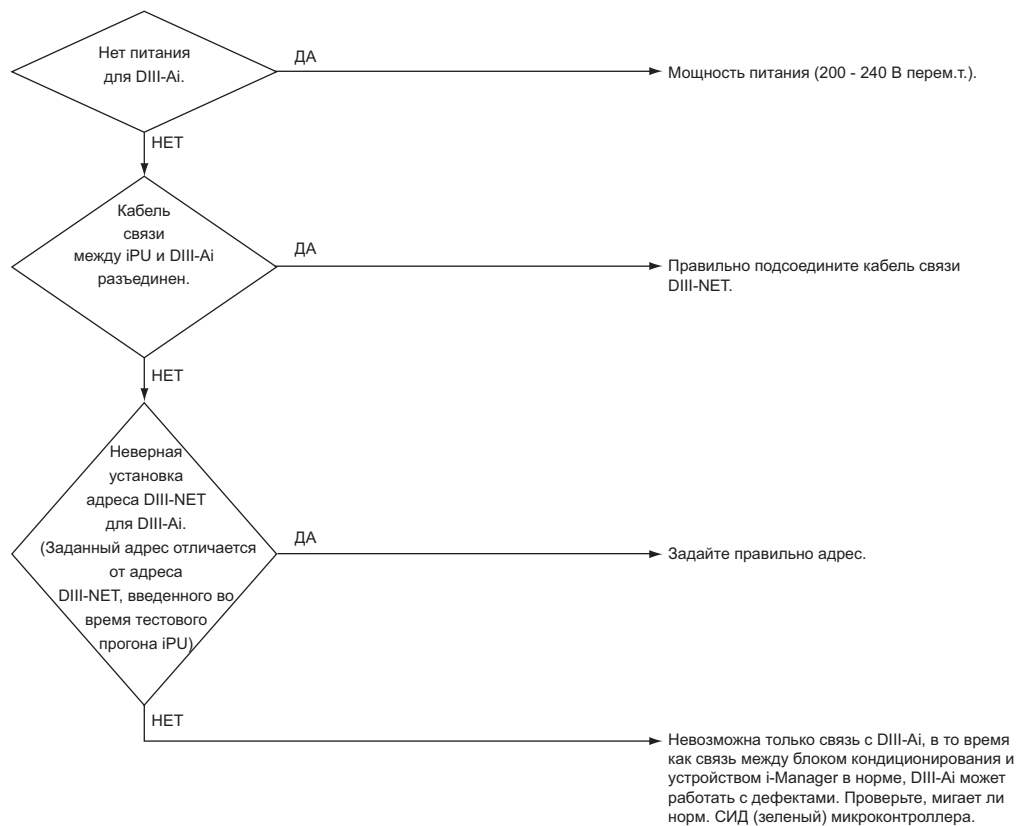 Нет питания
для DIII-Ai.
ДА
Мощность питания (200 - 240 В перем.т.).
НЕТ
Кабель
связи
между iPU и DIII-Ai
разъединен.
ДА
Правильно подсоедините кабель связи
DIII-NET.
НЕТ
Неверная
установка
адреса DIII-NET
для DIII-Ai.
(Заданный адрес отличается
от адреса
DIII-NET, введенного во
время тестового
прогона iPU)
ДА
Задайте правильно адрес.
НЕТ
Невозможна только связь с DIII-Ai, в то время
как связь между блоком кондиционирования и
устройством i-Manager в норме, DIII-Ai может
работать с дефектами. Проверьте, мигает ли
норм. СИД (зеленый) микроконтроллера.